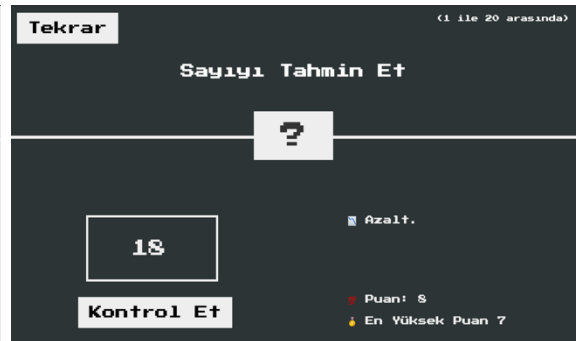 Tekrar
(1 ile 20 arasında)
Sayıyı Tahmin Et
?
18
Azalt.
Kontrol Et
Puan: 8
En Yüksek Puan 7